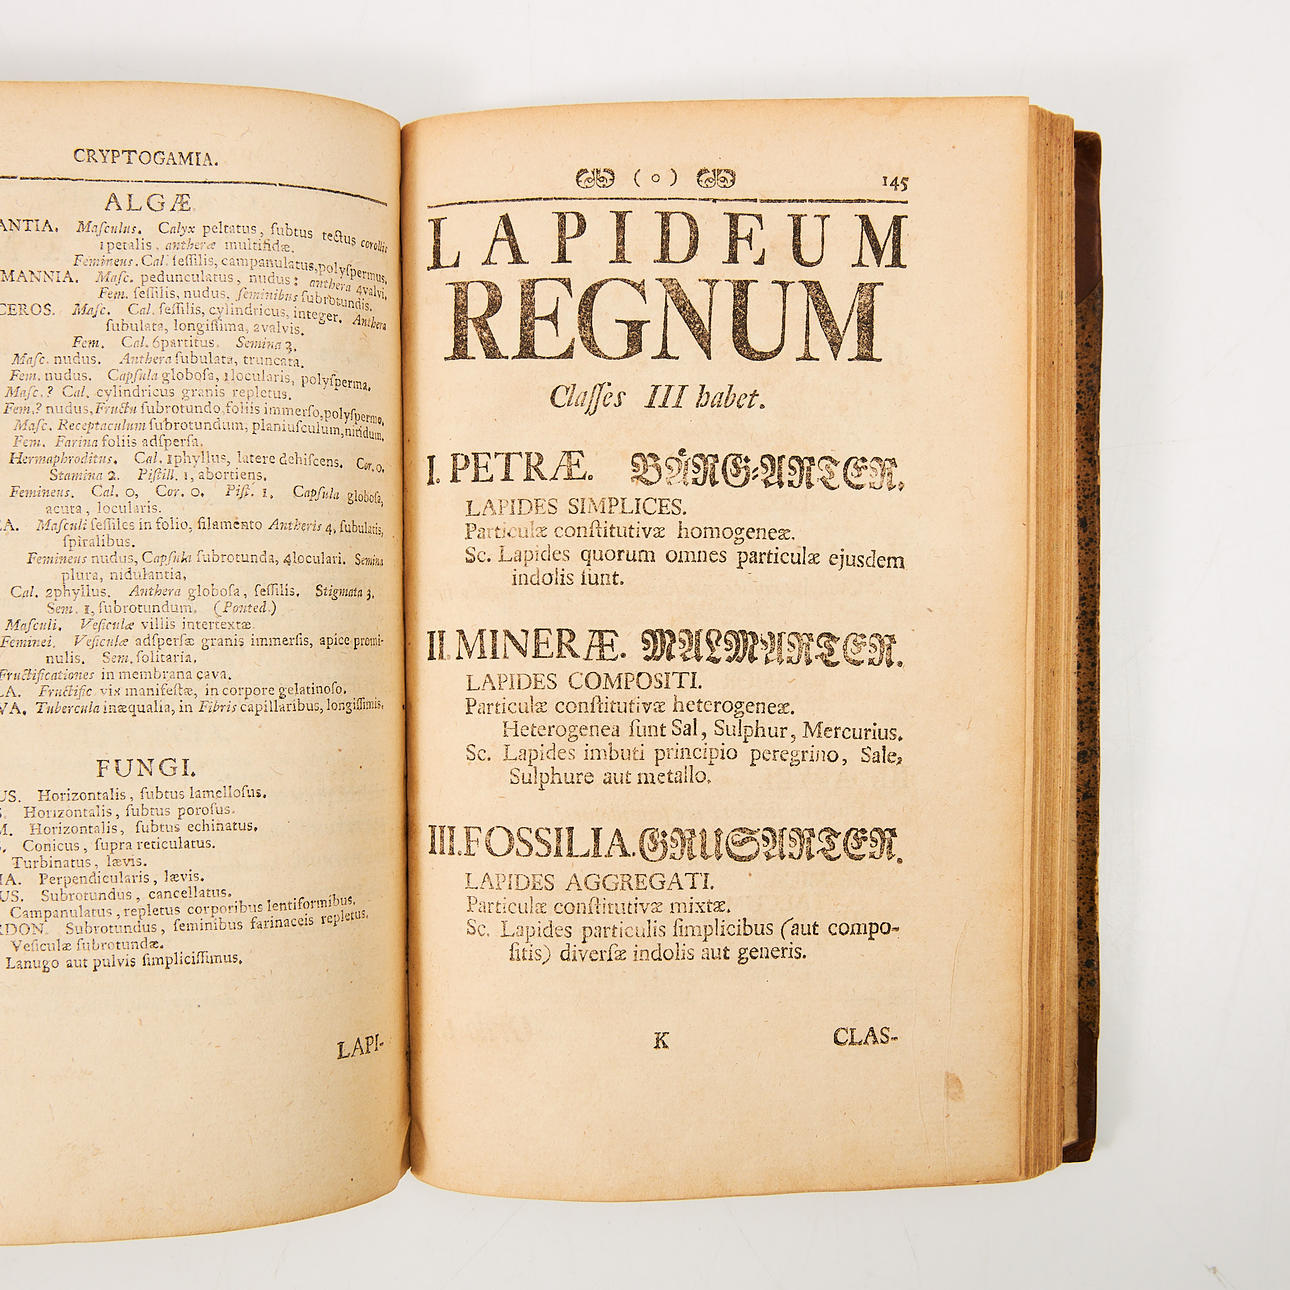 CRYPTOGAMIA.
ALGÆ.
ANTIA. Maſculus. Calyx peltatus, ſubtus tectus corollis
1petalis, antheræ multifidæ.
Femineus. Cal. ſeſſilis, campanulatus, polyſpermus,
MANNIA. Maſc. pedunculatus, nudus: anthera 4valvi,
Fem. ſeſſilis, nudus, ſeminibus ſubrotundis.
CEROS. Maſc. Cal. ſeſſilis, cylindricus, integer. Anthera
ſubulata, longiſſima, 2valvis.
Fem. Cal. 6partitus. Semina 3.
Maſc. nudus. Anthera ſubulata, truncata.
Fem. nudus. Capſula globoſa, 1locularis, polyſperma.
Maſc.? Cal. cylindricus granis repletus.
Fem.? nudus, Fructu ſubrotundo, foliis immerſo, polyſpermo,
Maſc. Receptaculum ſubrotundum, planiuſculum, nitidum,
Fem. Farina foliis adſperſa.
Hermaphroditus. Cal. 1phyllus, latere dehiſcens. Cor. 0.
Stamina 2. Piſtill. 1, abortiens.
Femineus. Cal. 0, Cor. 0. Piſt. 1. Capſula globoſa,
acuta, locularis.
EA. Maſculi ſeſſiles in folio, filamento Antheris 4, ſubulatis,
ſpiralibus.
Femineus nudus, Capſula ſubrotunda, 4loculari. Semina
plura, nidulantia,
Cal. 2phyllus. Anthera globoſa, ſeſſilis. Stigmata 3.
Sem. 1, ſubrotundum. (Ponted.)
Maſculi. Veſiculæ villis intertextæ.
Feminei. Veſiculæ adſperſæ granis immerſis, apice promi-
nulis. Sem. ſolitaria.
Fructificationes in membrana cava.
LA. Fructific vix manifeſtæ, in corpore gelatinoſo.
VA. Tubercula inæqualia, in Fibris capillaribus, longiſſimis.
FUNGI.
US. Horizontalis, ſubtus lamelloſus.
S. Horizontalis, ſubtus poroſus.
M. Horizontalis, ſubtus echinatus.
Conicus, ſupra reticulatus.
Turbinatus, lævis.
IA. Perpendicularis, lævis.
US. Subrotundus, cancellatus.
Campanulatus, repletus corporibus lentiformibus.
RDON. Subrotundus, ſeminibus farinaceis repletus.
Veſiculæ ſubrotundæ.
Lanugo aut pulvis ſimpliciſſimus.
LAPI-
( o ) 145
LAPIDEUM
REGNUM
Claſſes III habet.
I. PETRÆ. BÄRG-ARTER.
LAPIDES SIMPLICES.
Particulæ conſtitutivæ homogeneæ.
Sc. Lapides quorum omnes particulæ ejusdem
indolis ſunt.
II. MINERÆ. MALMARTER.
LAPIDES COMPOSITI.
Particulæ conſtitutivæ heterogeneæ.
Heterogenea ſunt Sal, Sulphur, Mercurius.
Sc. Lapides imbuti principio peregrino, Sale,
Sulphure aut metallo.
III. FOSSILIA. GRUSARTER.
LAPIDES AGGREGATI.
Particulæ conſtitutivæ mixtæ.
Sc. Lapides particulis ſimplicibus (aut compo-
ſitis) diverſæ indolis aut generis.
K CLAS-